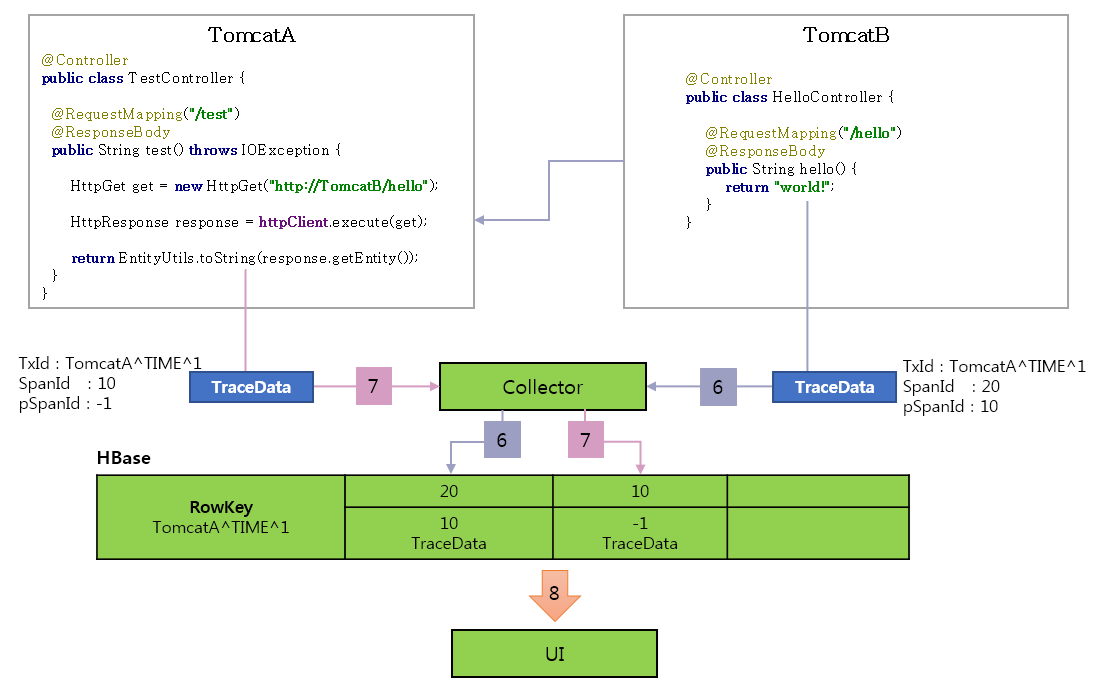 TomcatA
@Controller
public class TestController {
@RequestMapping("/test")
@ResponseBody
public String test() throws IOException {
HttpGet get = new HttpGet("http://TomcatB/hello");
HttpResponse response = httpClient.execute(get);
return EntityUtils.toString(response.getEntity());
}
}
TomcatB
@Controller
public class HelloController {
@RequestMapping("/hello")
@ResponseBody
public String hello() {
return "world!";
}
}
TxId : TomcatA^TIME^1
SpanId : 10
pSpanId : -1
TraceData
7
Collector
6
TraceData
TxId : TomcatA^TIME^1
SpanId : 20
pSpanId : 10
6
7
HBase
RowKey
TomcatA^TIME^1
20
10
10
TraceData
-1
TraceData
8
UI